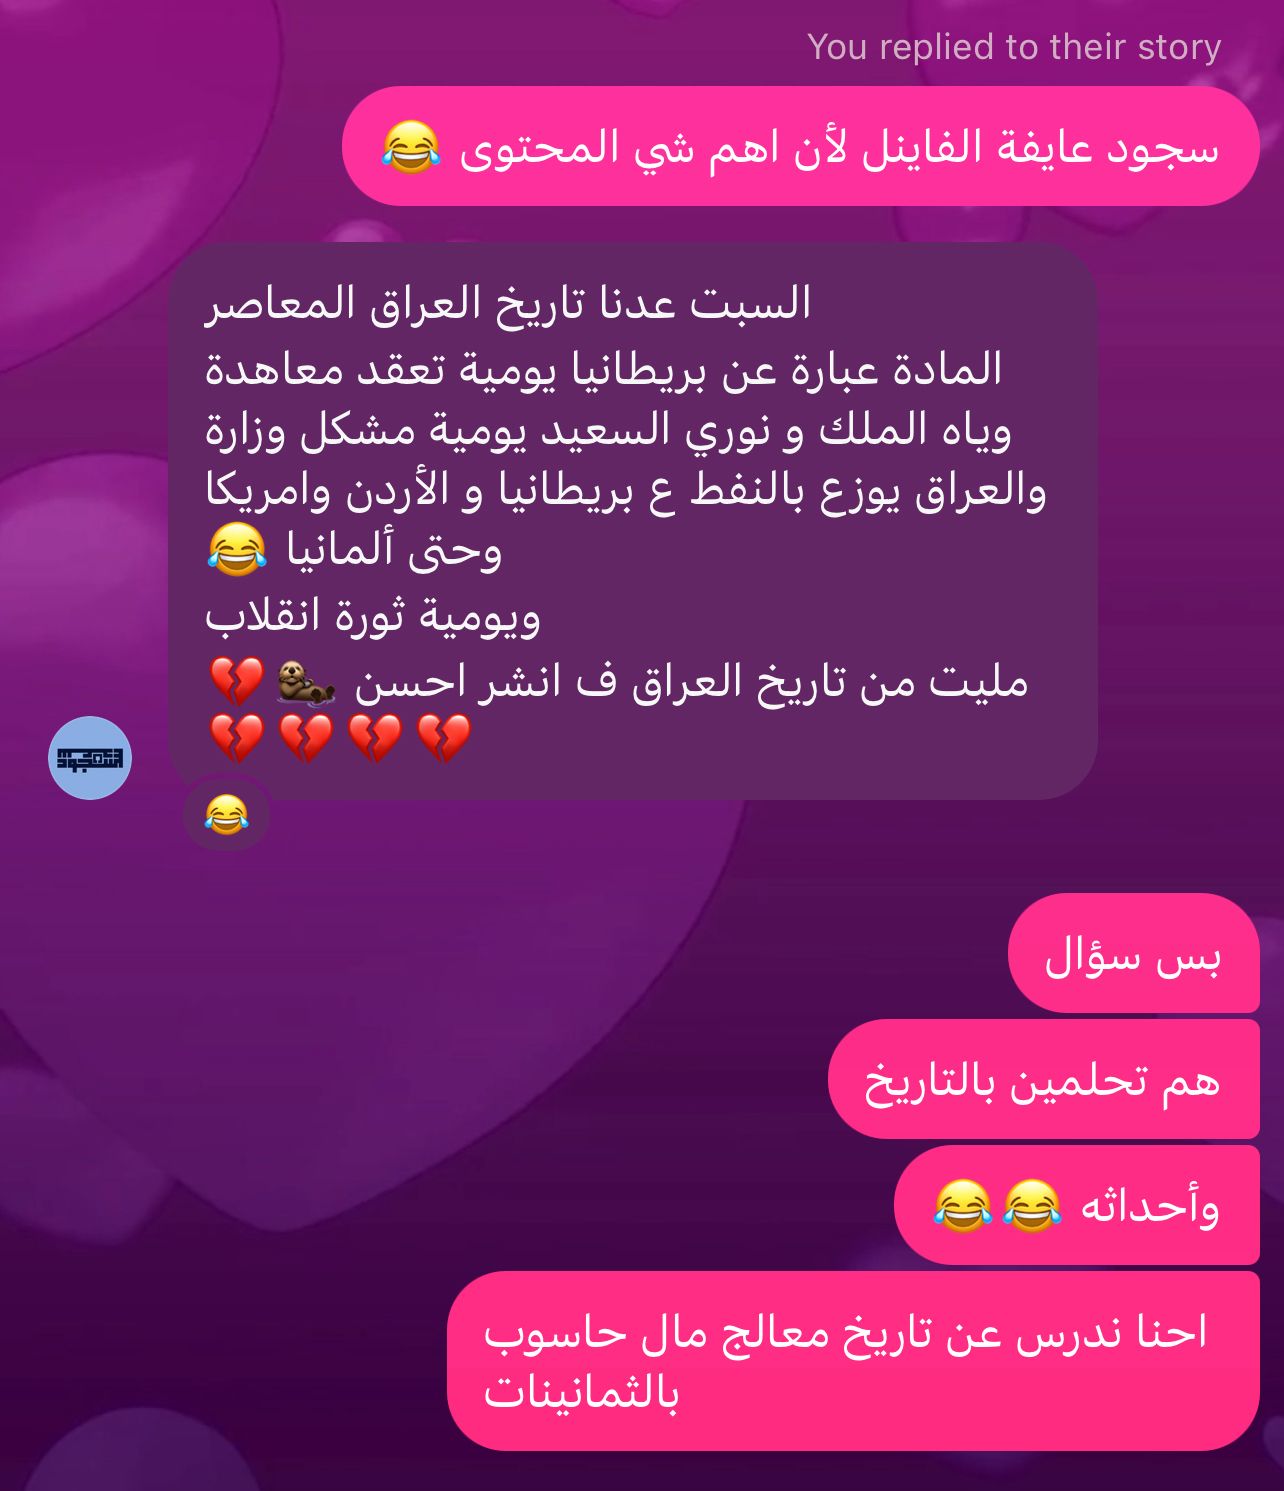 You replied to their story
سجود عايفة الفاينل لأن اهم شي المحتوى 😂
السبت عدنا تاريخ العراق المعاصر
المادة عبارة عن بريطانيا يومية تعقد معاهدة
وياه الملك و نوري السعيد يومية مشكل وزارة
والعراق يوزع بالنفط ع بريطانيا و الأردن وامريكا
وحتى ألمانيا 😂
ويومية ثورة انقلاب
مليت من تاريخ العراق ف انشر احسن 🦦💔
💔💔💔💔
😂
بس سؤال
هم تحلمين بالتاريخ
وأحداثه 😂😂
احنا ندرس عن تاريخ معالج مال حاسوب
بالثمانينات